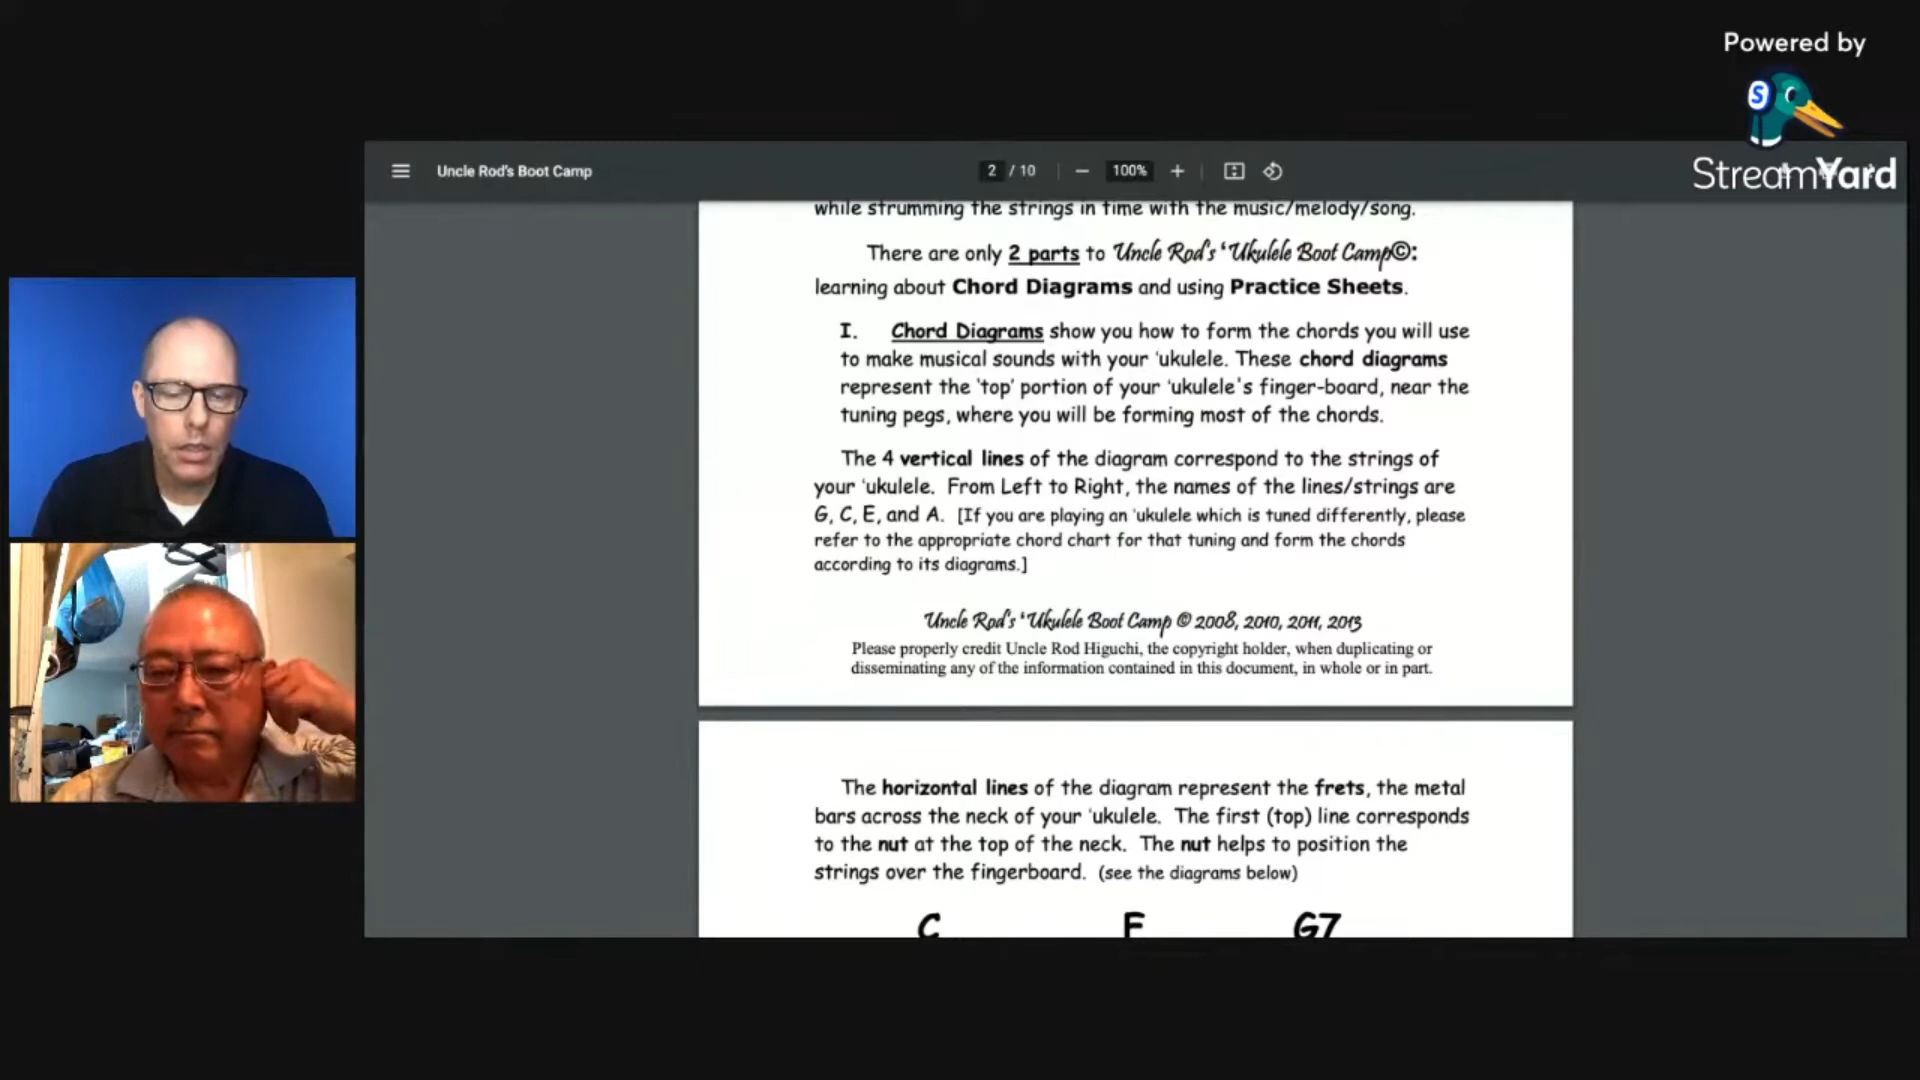 Powered by
StreamYard
Uncle Rod's Boot Camp
2 / 10
100%
while strumming the strings in time with the music/melody/song.
There are only 2 parts to Uncle Rod's ‘Ukulele Boot Camp©:
learning about Chord Diagrams and using Practice Sheets.
I. Chord Diagrams show you how to form the chords you will use
to make musical sounds with your ‘ukulele. These chord diagrams
represent the ‘top’ portion of your ‘ukulele's finger-board, near the
tuning pegs, where you will be forming most of the chords.
The 4 vertical lines of the diagram correspond to the strings of
your ‘ukulele. From Left to Right, the names of the lines/strings are
G, C, E, and A. [If you are playing an ‘ukulele which is tuned differently, please
refer to the appropriate chord chart for that tuning and form the chords
according to its diagrams.]
Uncle Rod's ‘Ukulele Boot Camp © 2008, 2010, 2011, 2013
Please properly credit Uncle Rod Higuchi, the copyright holder, when duplicating or
disseminating any of the information contained in this document, in whole or in part.
The horizontal lines of the diagram represent the frets, the metal
bars across the neck of your ‘ukulele. The first (top) line corresponds
to the nut at the top of the neck. The nut helps to position the
strings over the fingerboard. (see the diagrams below)
C F G7